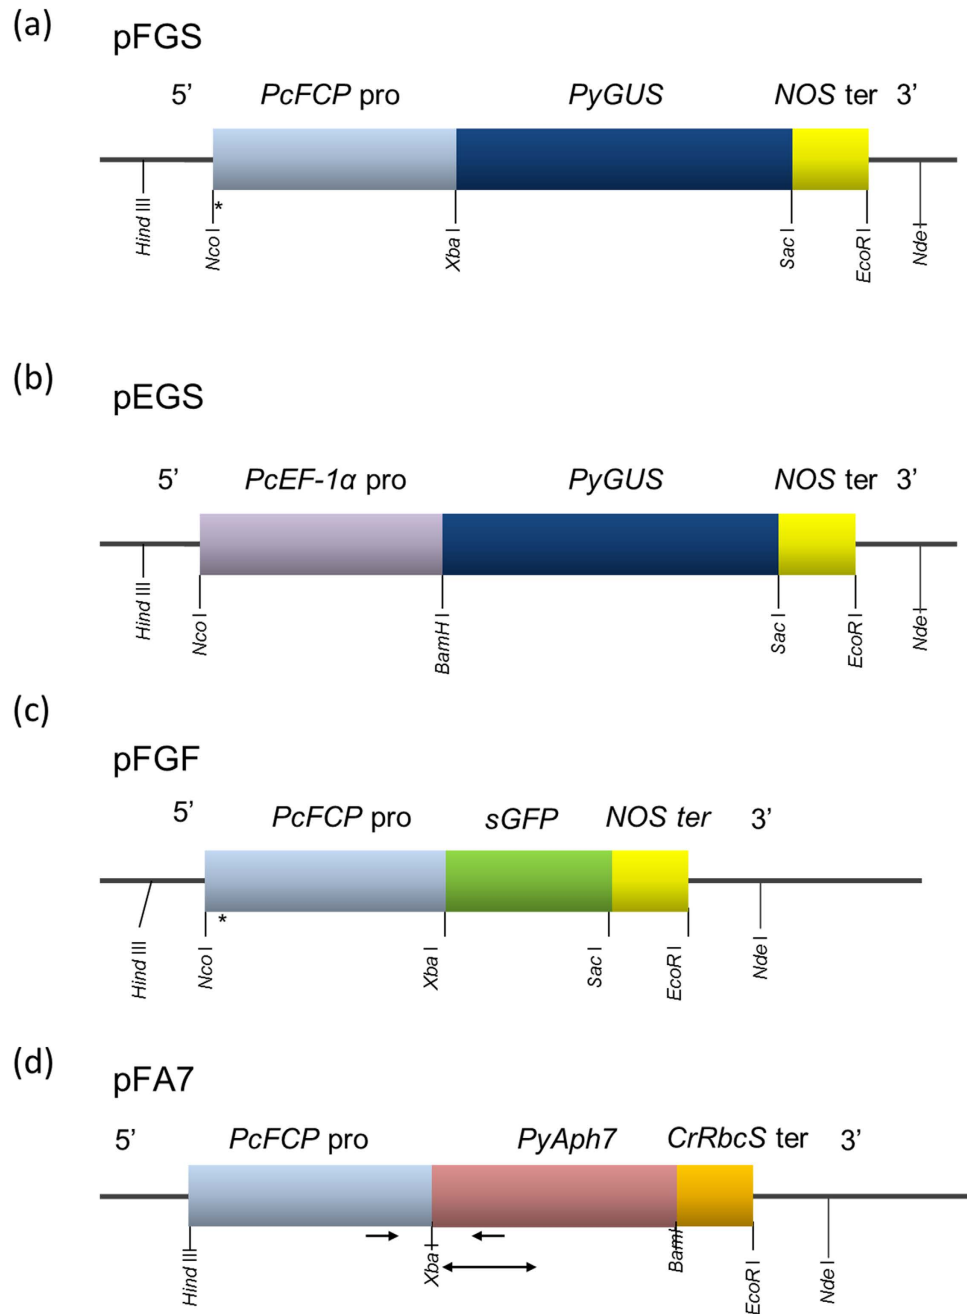 (a)
pFGS
5’ PcFCP pro PyGUS NOS ter 3’
*
Hind III Nco I Xba I Sac I EcoR I Nde I
(b)
pEGS
5’ PcEF-1α pro PyGUS NOS ter 3’
Hind III Nco I BamH I Sac I EcoR I Nde I
(c)
pFGF
5’ PcFCP pro sGFP NOS ter 3’
*
Hind III Nco I Xba I Sac I EcoR I Nde I
(d)
pFA7
5’ PcFCP pro PyAph7 CrRbcS ter 3’
Hind III Xba I BamI EcoR I Nde I